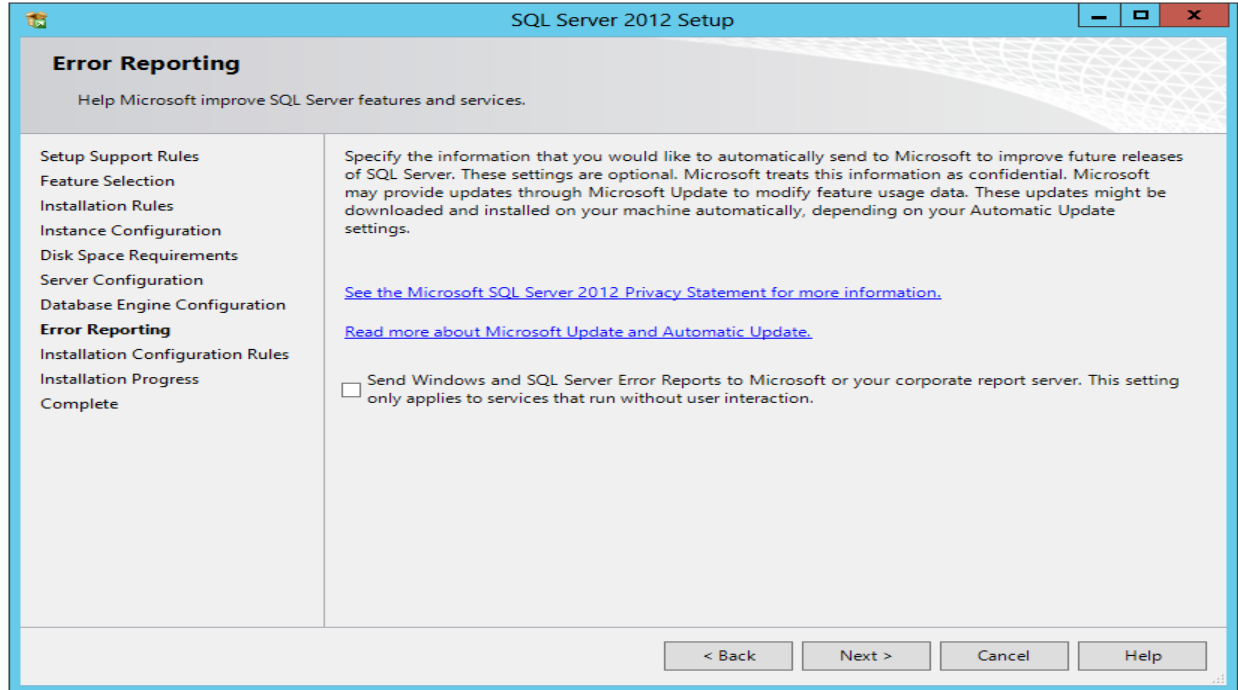 SQL Server 2012 Setup
Error Reporting
Help Microsoft improve SQL Server features and services.
Setup Support Rules
Feature Selection
Installation Rules
Instance Configuration
Disk Space Requirements
Server Configuration
Database Engine Configuration
Error Reporting
Installation Configuration Rules
Installation Progress
Complete
Specify the information that you would like to automatically send to Microsoft to improve future releases
of SQL Server. These settings are optional. Microsoft treats this information as confidential. Microsoft
may provide updates through Microsoft Update to modify feature usage data. These updates might be
downloaded and installed on your machine automatically, depending on your Automatic Update
settings.
See the Microsoft SQL Server 2012 Privacy Statement for more information.
Read more about Microsoft Update and Automatic Update.
Send Windows and SQL Server Error Reports to Microsoft or your corporate report server. This setting
only applies to services that run without user interaction.
< Back
Next >
Cancel
Help